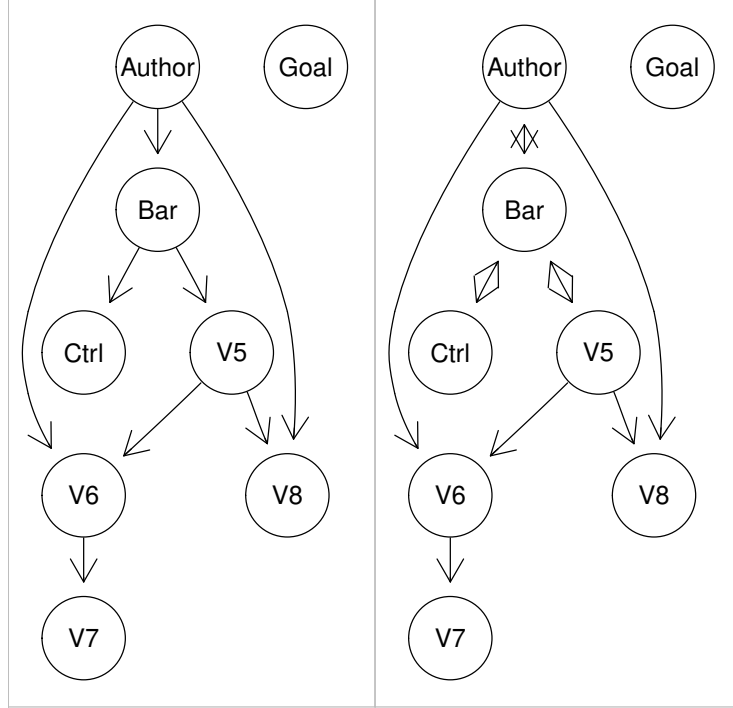 Author
Goal
Bar
Ctrl
V5
V6
V8
V7
Author
Goal
Bar
Ctrl
V5
V6
V8
V7